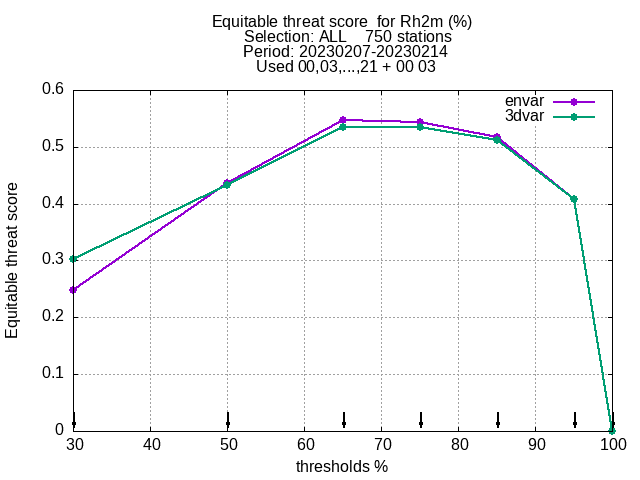 Equitable threat score  for Rh2m (%)
Selection: ALL    750 stations
Period: 20230207-20230214
Used 00,03,...,21 + 00 03
envar
3dvar
Equitable threat score
0.6
0.5
0.4
0.3
0.2
0.1
0
30 40 50 60 70 80 90 100
thresholds %